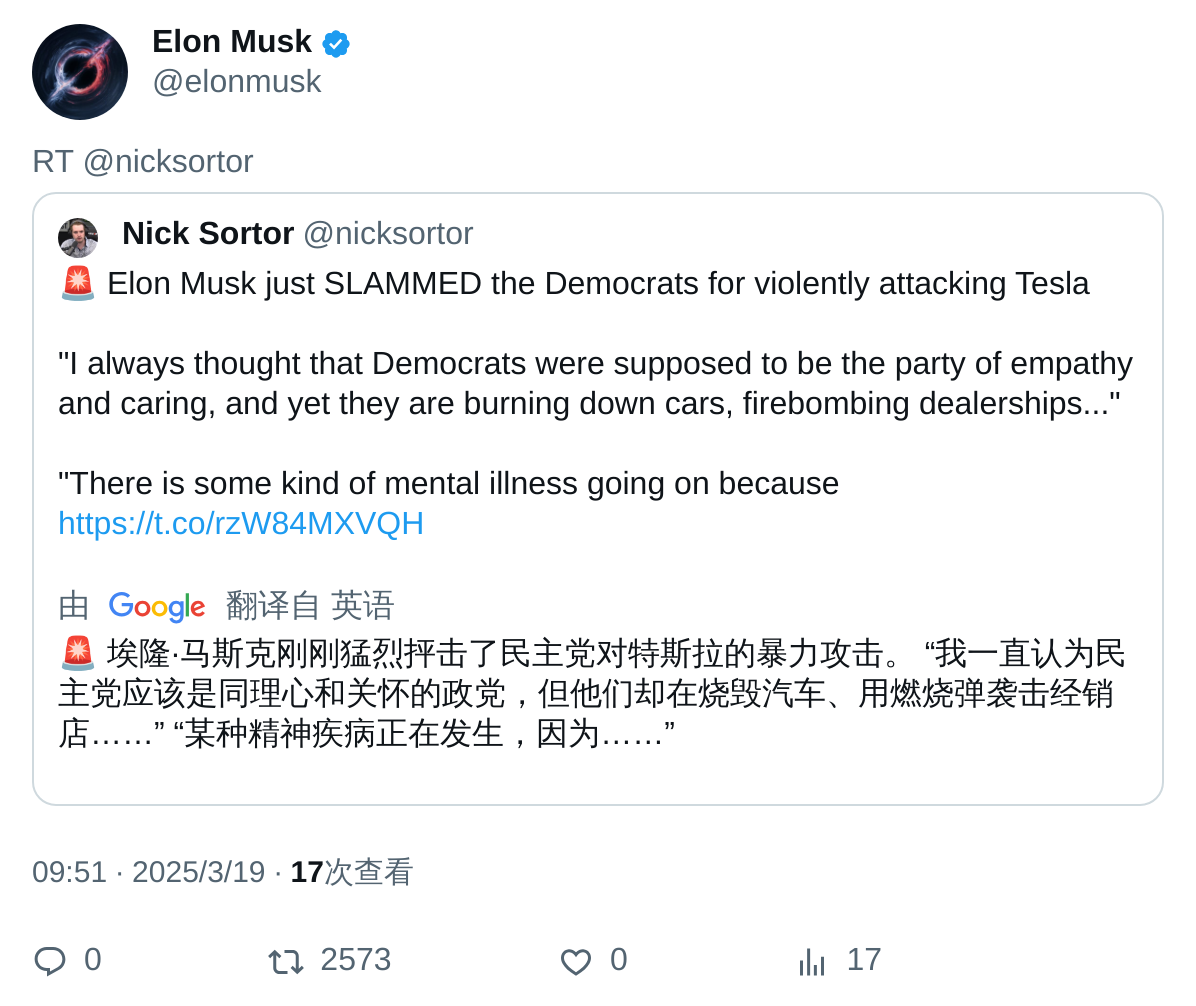 Elon Musk
@elonmusk
RT @nicksortor
Nick Sortor @nicksortor
🚨 Elon Musk just SLAMMED the Democrats for violently attacking Tesla
"I always thought that Democrats were supposed to be the party of empathy
and caring, and yet they are burning down cars, firebombing dealerships..."
"There is some kind of mental illness going on because
https://t.co/rzW84MXVQH
由 Google 翻译自 英语
🚨 埃隆·马斯克刚刚猛烈抨击了民主党对特斯拉的暴力攻击。 “我一直认为民
主党应该是同理心和关怀的政党，但他们却在烧毁汽车、用燃烧弹袭击经销
店……” “某种精神疾病正在发生，因为……”
09:51 · 2025/3/19 · 17次查看
0 2573 0 17